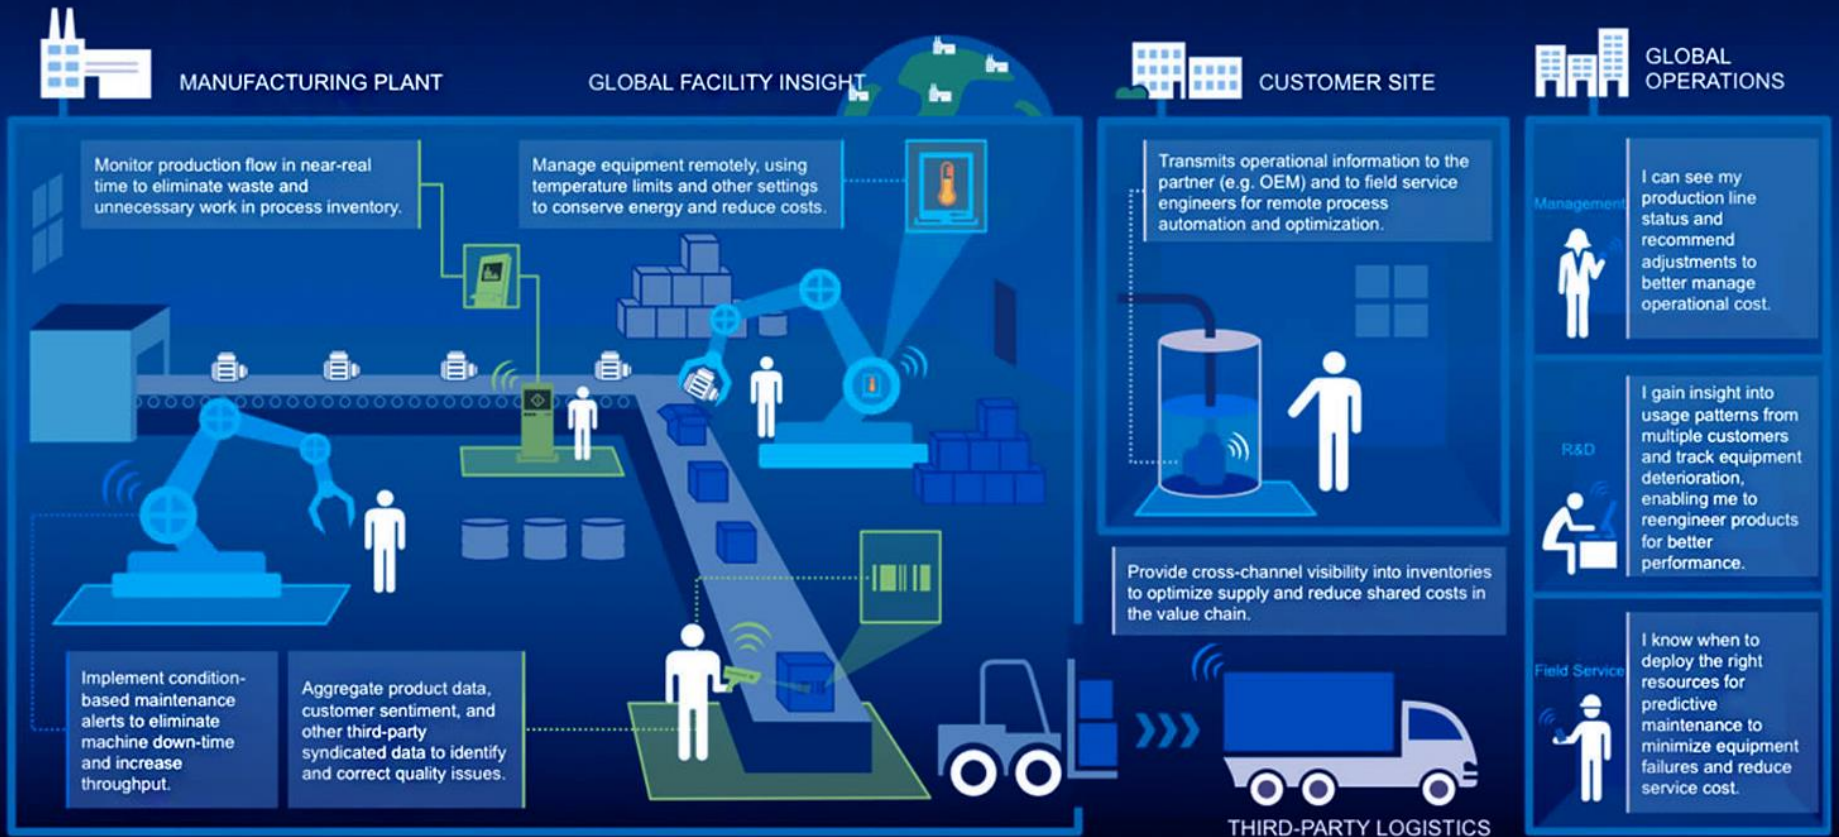 MANUFACTURING PLANT
GLOBAL FACILITY INSIGHT
CUSTOMER SITE
GLOBAL
OPERATIONS
Monitor production flow in near-real
time to eliminate waste and
unnecessary work in process inventory.
Manage equipment remotely, using
temperature limits and other settings
to conserve energy and reduce costs.
Implement condition-
based maintenance
alerts to eliminate
machine down-time
and increase
throughput.
Aggregate product data,
customer sentiment, and
other third-party
syndicated data to identify
and correct quality issues.
Transmits operational information to the
partner (e.g. OEM) and to field service
engineers for remote process
automation and optimization.
Provide cross-channel visibility into inventories
to optimize supply and reduce shared costs in
the value chain.
THIRD-PARTY LOGISTICS
Management
I can see my
production line
status and
recommend
adjustments to
better manage
operational cost.
R&D
I gain insight into
usage patterns from
multiple customers
and track equipment
deterioration,
enabling me to
reengineer products
for better
performance.
Field Service
I know when to
deploy the right
resources for
predictive
maintenance to
minimize equipment
failures and reduce
service cost.